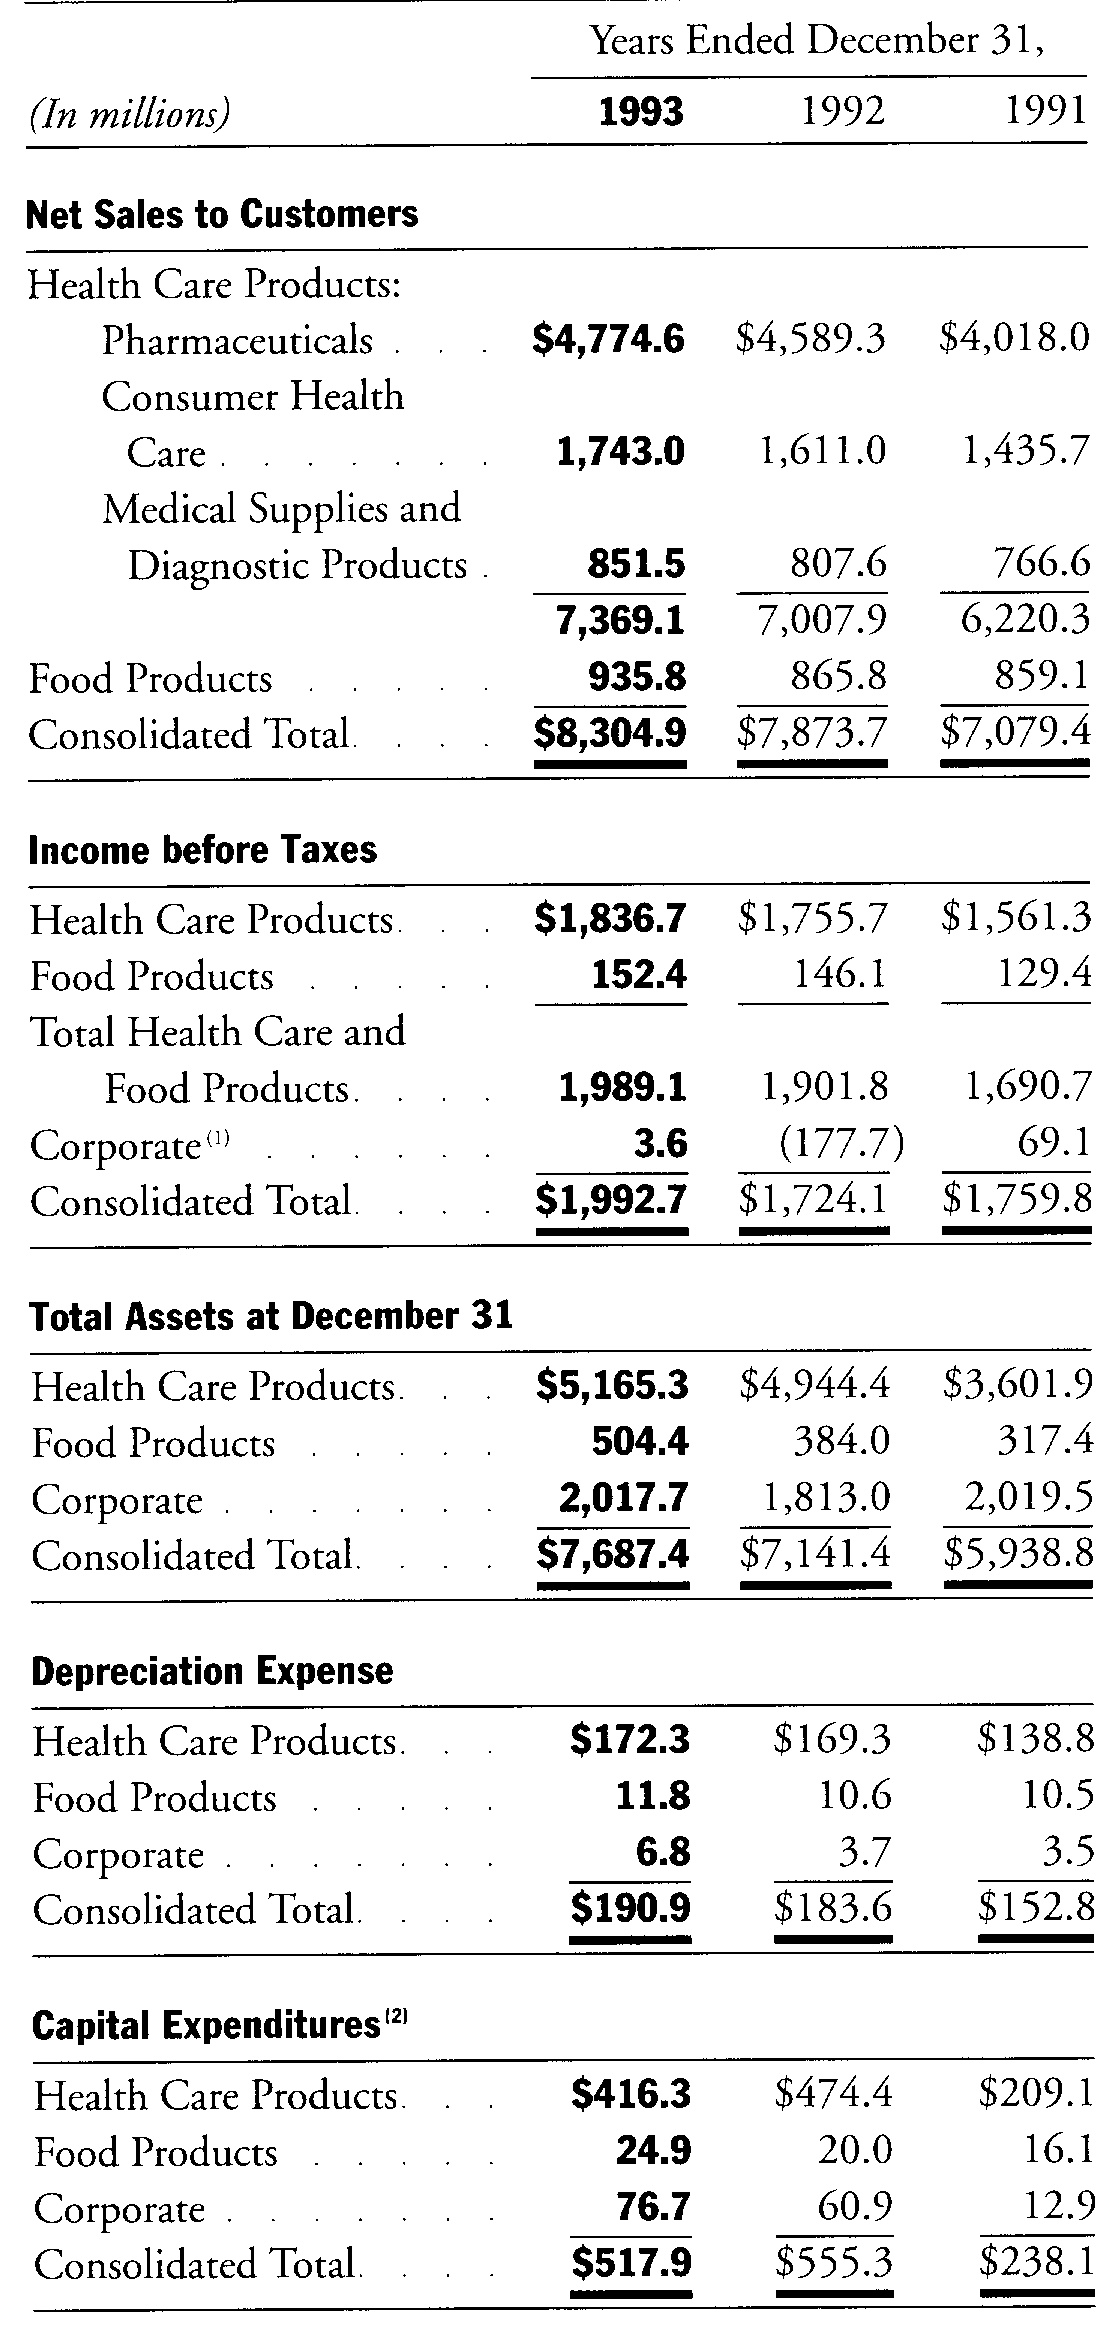 Years Ended December 31,
(In millions) 1993 1992 1991
Net Sales to Customers
Health Care Products:
Pharmaceuticals . . . $4,774.6 $4,589.3 $4,018.0
Consumer Health
Care . . . . . . . 1,743.0 1,611.0 1,435.7
Medical Supplies and
Diagnostic Products . 851.5 807.6 766.6
7,369.1 7,007.9 6,220.3
Food Products . . . . . 935.8 865.8 859.1
Consolidated Total. . . . $8,304.9 $7,873.7 $7,079.4
Income before Taxes
Health Care Products. . . $1,836.7 $1,755.7 $1,561.3
Food Products . . . . . 152.4 146.1 129.4
Total Health Care and
Food Products. . . . 1,989.1 1,901.8 1,690.7
Corporate(1) . . . . . . 3.6 (177.7) 69.1
Consolidated Total. . . . $1,992.7 $1,724.1 $1,759.8
Total Assets at December 31
Health Care Products. . . $5,165.3 $4,944.4 $3,601.9
Food Products . . . . . 504.4 384.0 317.4
Corporate . . . . . . . 2,017.7 1,813.0 2,019.5
Consolidated Total. . . . $7,687.4 $7,141.4 $5,938.8
Depreciation Expense
Health Care Products. . . $172.3 $169.3 $138.8
Food Products . . . . . 11.8 10.6 10.5
Corporate . . . . . . . 6.8 3.7 3.5
Consolidated Total. . . . $190.9 $183.6 $152.8
Capital Expenditures(2)
Health Care Products. . . $416.3 $474.4 $209.1
Food Products . . . . . 24.9 20.0 16.1
Corporate . . . . . . . 76.7 60.9 12.9
Consolidated Total. . . . $517.9 $555.3 $238.1